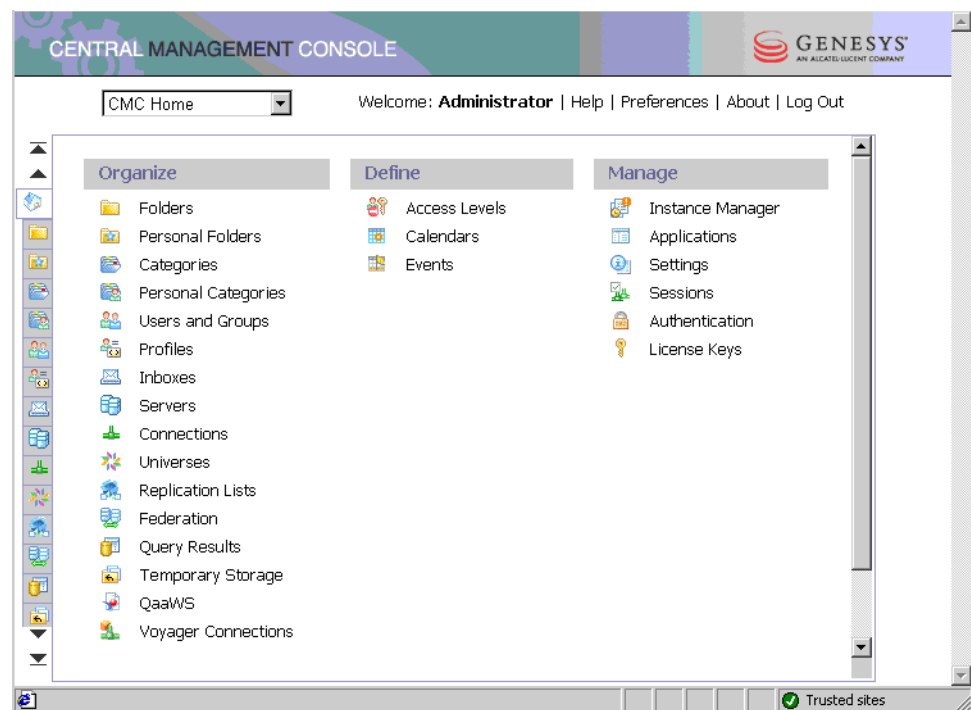 CENTRAL MANAGEMENT CONSOLE
GENESYS
AN ALCATEL-LUCENT COMPANY
CMC Home
Welcome: Administrator | Help | Preferences | About | Log Out
Organize
Folders
Personal Folders
Categories
Personal Categories
Users and Groups
Profiles
Inboxes
Servers
Connections
Universes
Replication Lists
Federation
Query Results
Temporary Storage
QaaWS
Voyager Connections
Define
Access Levels
Calendars
Events
Manage
Instance Manager
Applications
Settings
Sessions
Authentication
License Keys
Trusted sites